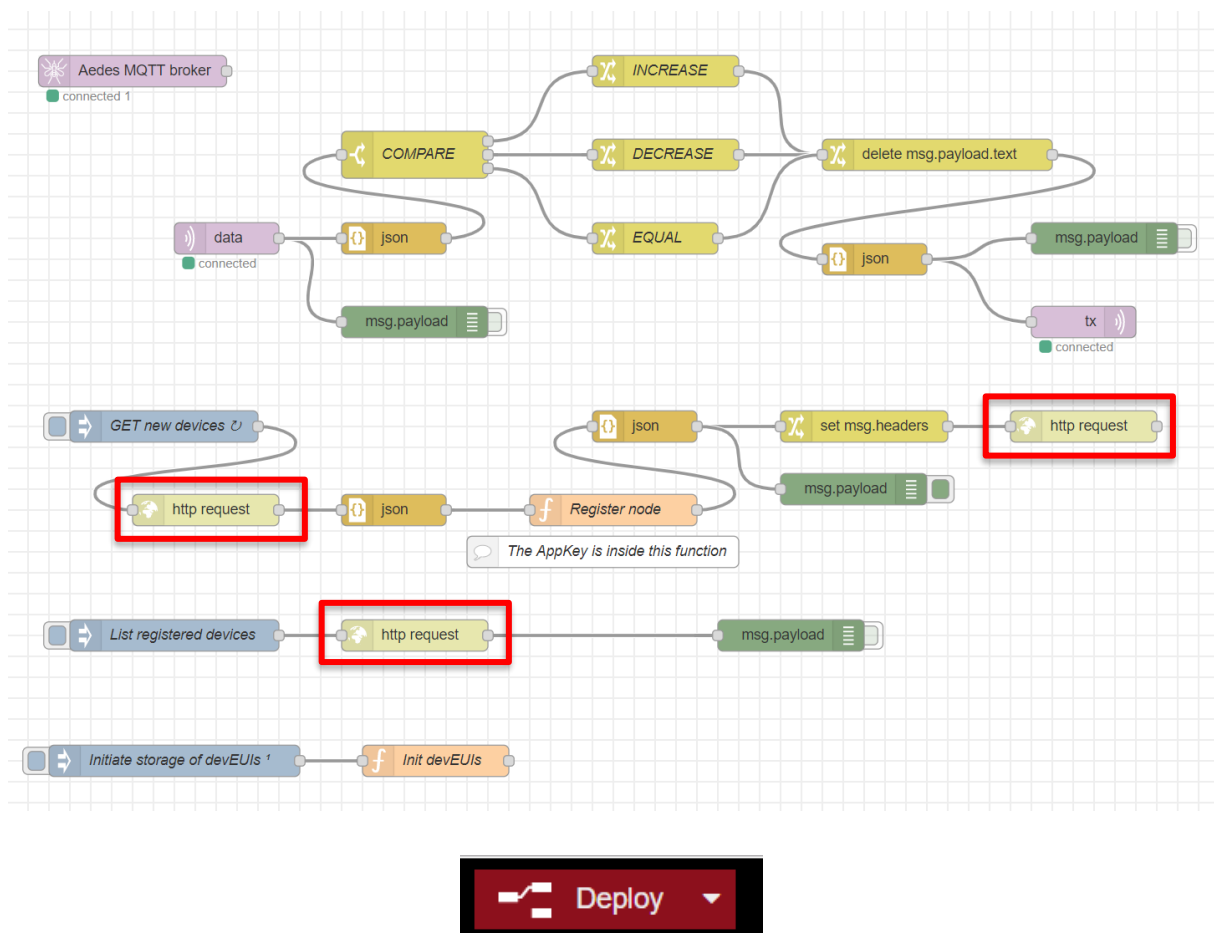 Aedes MQTT broker
connected 1
INCREASE
COMPARE
DECREASE
delete msg.payload.text
data
connected
json
EQUAL
json
msg.payload
msg.payload
tx
connected
GET new devices ↻
json
set msg.headers
http request
msg.payload
http request
json
Register node
The AppKey is inside this function
List registered devices
http request
msg.payload
Initiate storage of devEUIs ¹
Init devEUIs
Deploy